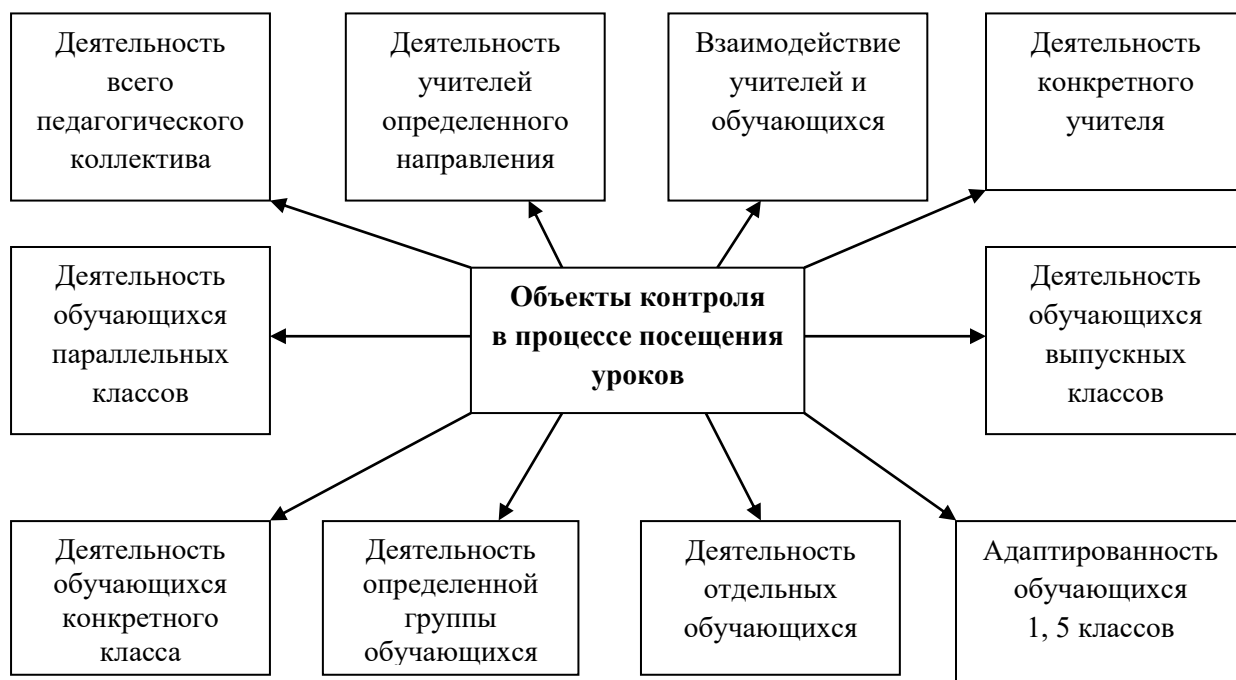 Деятельность
всего
педагогического
коллектива
Деятельность
учителей
определенного
направления
Взаимодействие
учителей и
обучающихся
Деятельность
конкретного
учителя
Деятельность
обучающихся
параллельных
классов
Объекты контроля
в процессе посещения
уроков
Деятельность
обучающихся
выпускных
классов
Деятельность
обучающихся
конкретного
класса
Деятельность
определенной
группы
обучающихся
Деятельность
отдельных
обучающихся
Адаптированность
обучающихся
1, 5 классов